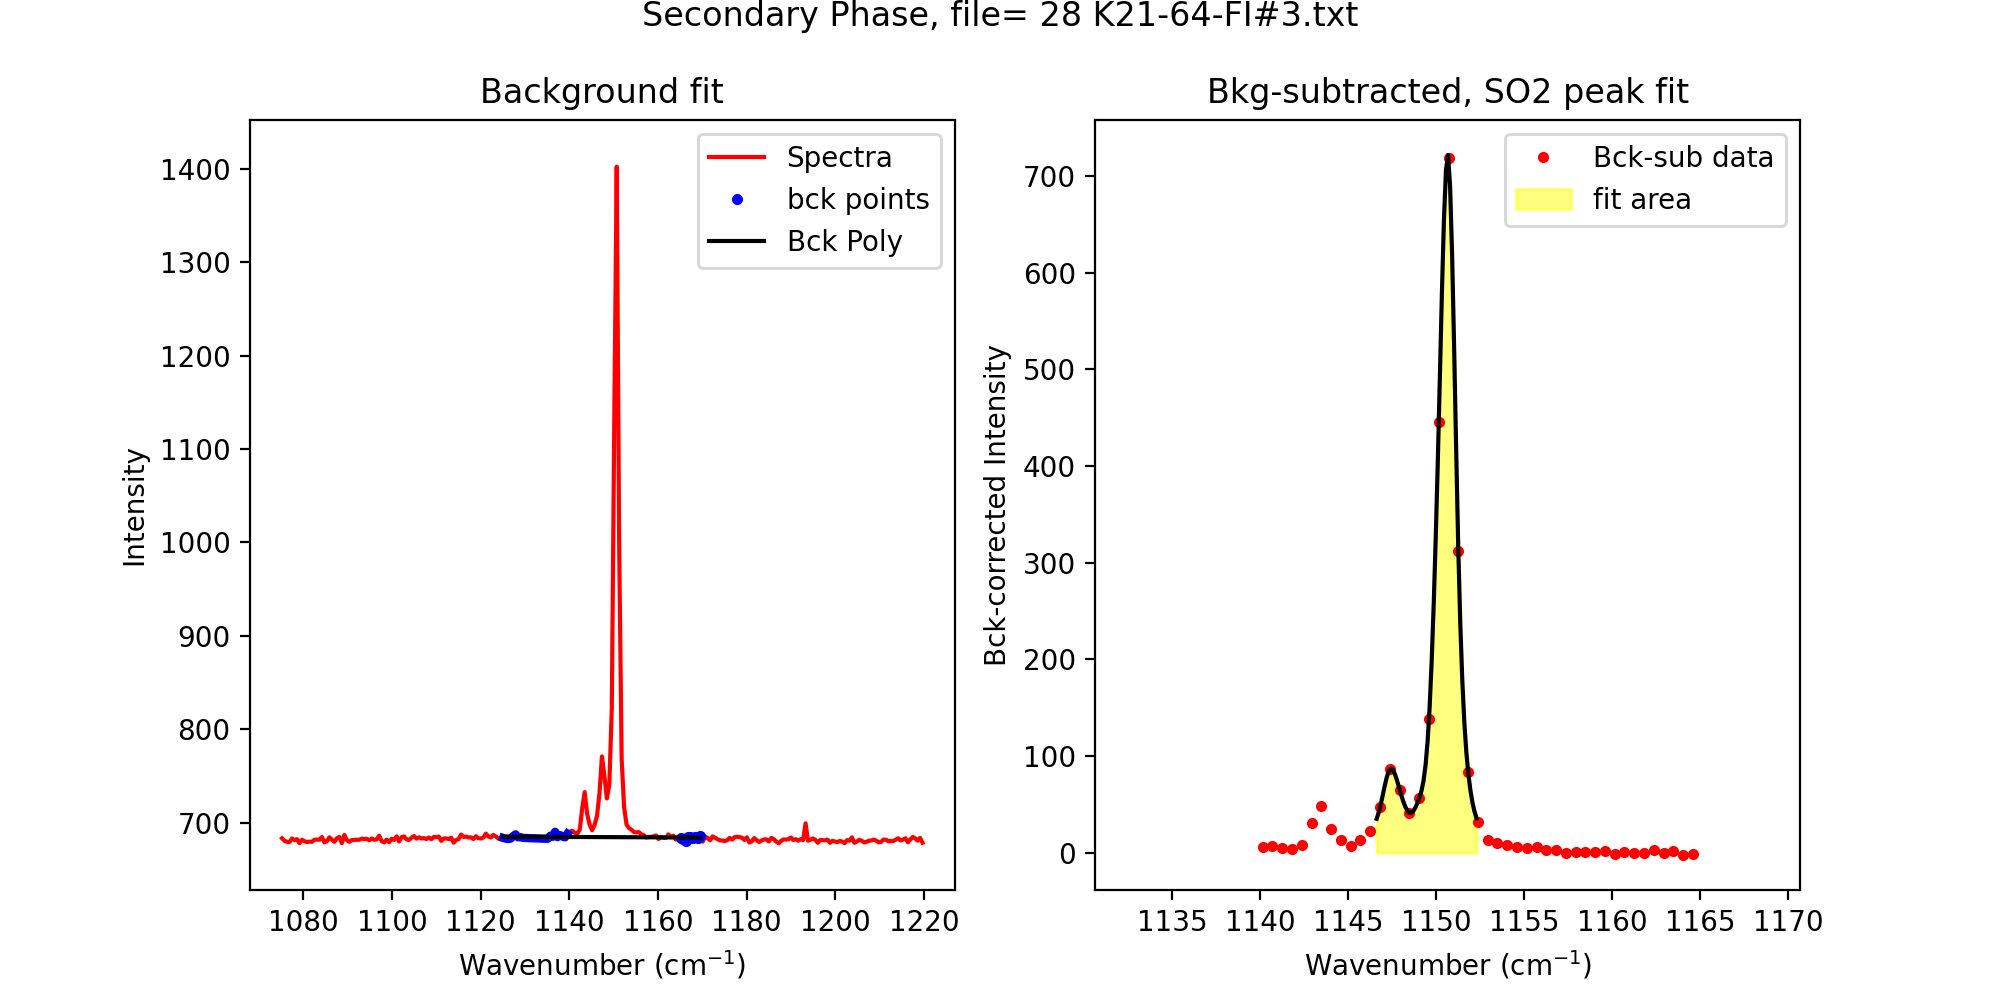 Secondary Phase, file= 28 K21-64-FI#3.txt
Background fit
Spectra
bck points
Bck Poly
Intensity
1400
1300
1200
1100
1000
900
800
700
1080 1100 1120 1140 1160 1180 1200 1220
Wavenumber (cm⁻¹)
Bkg-subtracted, SO2 peak fit
Bck-sub data
fit area
Bck-corrected Intensity
700
600
500
400
300
200
100
0
1135 1140 1145 1150 1155 1160 1165 1170
Wavenumber (cm⁻¹)